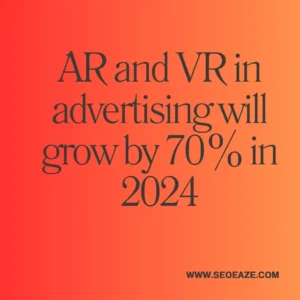 AR and VR in
advertising will
grow by 70% in
2024
WWW.SEOEAZE.COM